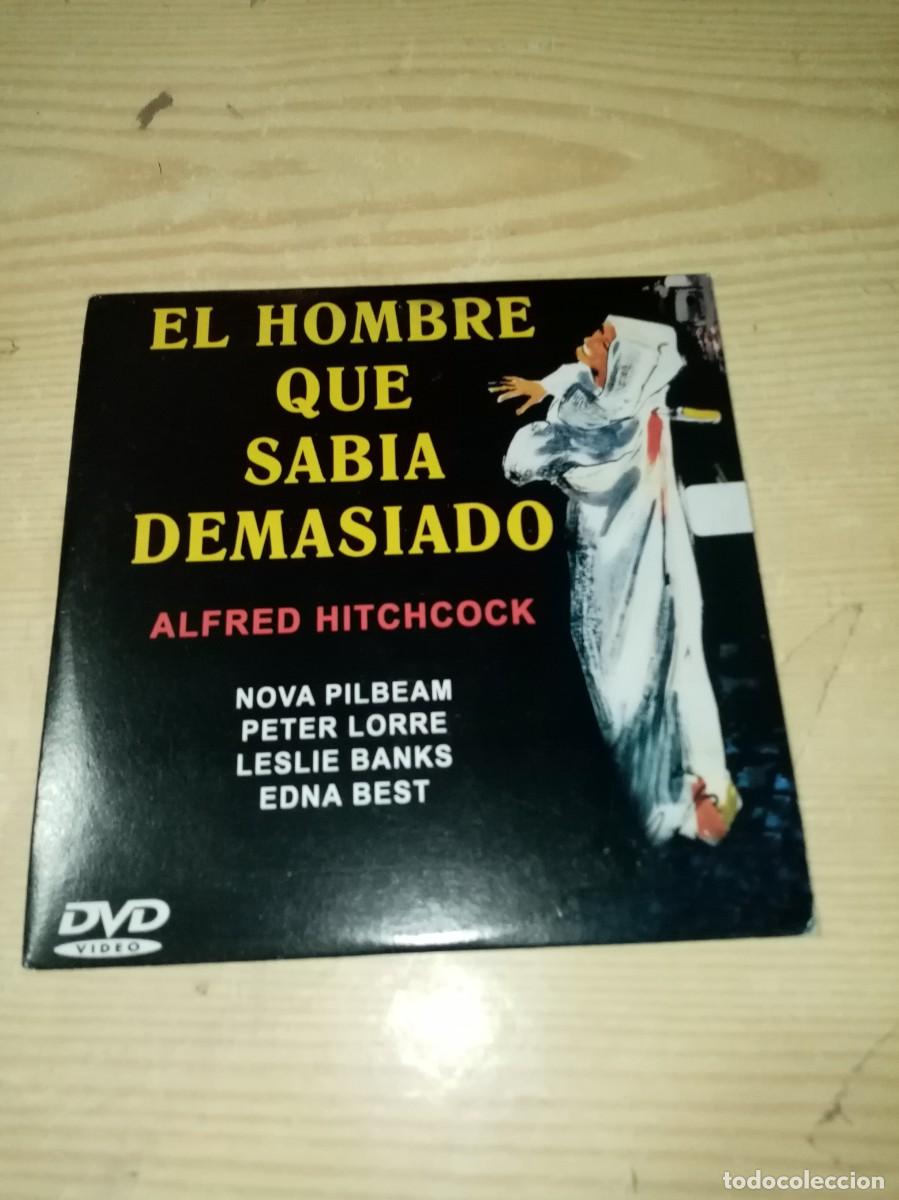 EL HOMBRE
QUE
SABIA
DEMASIADO
ALFRED HITCHCOCK
NOVA PILBEAM
PETER LORRE
LESLIE BANKS
EDNA BEST
DVD
VIDEO
todocoleccion